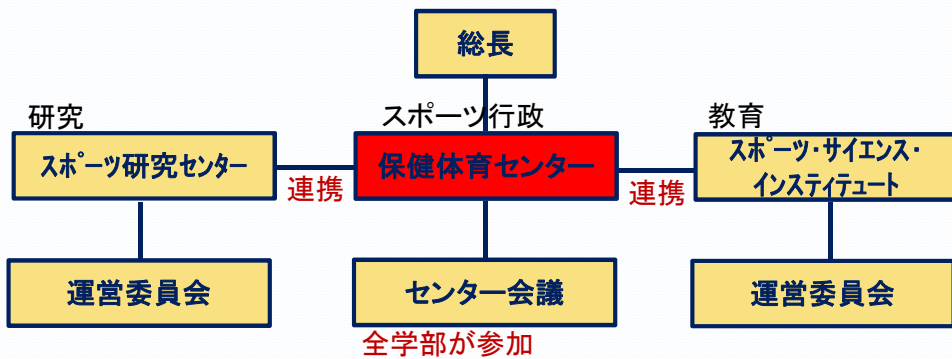 総長
研究
スポーツ行政
教育
スポーツ研究センター
連携
保健体育センター
連携
スポーツ・サイエンス・
インスティテュート
運営委員会
センター会議
運営委員会
全学部が参加